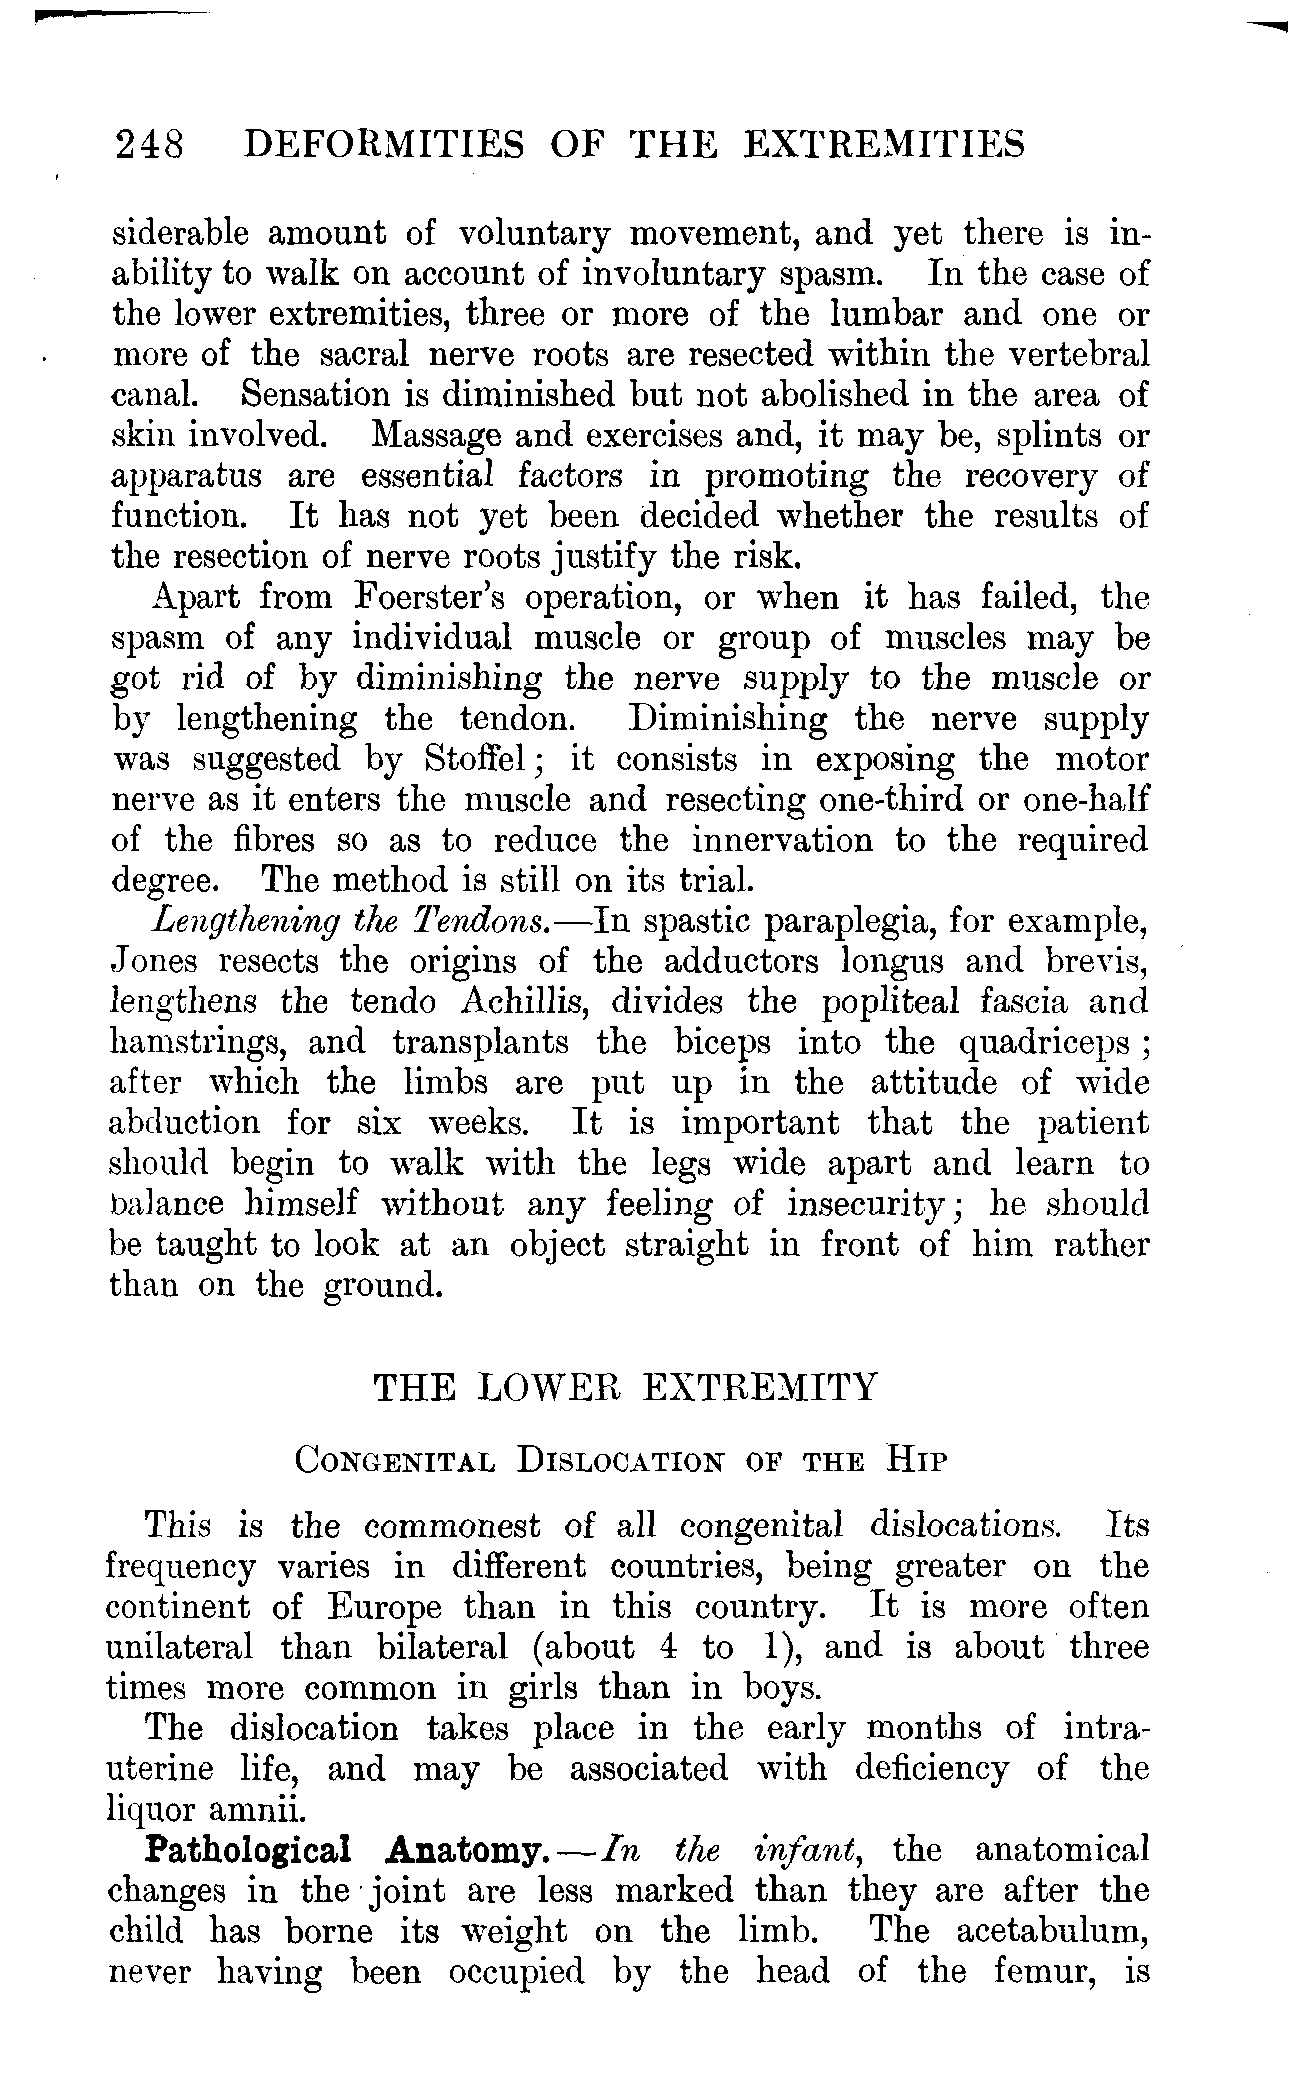 248 DEFORMITIES OF THE EXTREMITIES
siderable amount of voluntary movement, and yet there is in-
ability to walk on account of involuntary spasm. In the case of
the lower extremities, three or more of the lumbar and one or
more of the sacral nerve roots are resected within the vertebral
canal. Sensation is diminished but not abolished in the area of
skin involved. Massage and exercises and, it may be, splints or
apparatus are essential factors in promoting the recovery of
function. It has not yet been decided whether the results of
the resection of nerve roots justify the risk.
Apart from Foerster's operation, or when it has failed, the
spasm of any individual muscle or group of muscles may be
got rid of by diminishing the nerve supply to the muscle or
by lengthening the tendon. Diminishing the nerve supply
was suggested by Stoffel; it consists in exposing the motor
nerve as it enters the muscle and resecting one-third or one-half
of the fibres so as to reduce the innervation to the required
degree. The method is still on its trial.
Lengthening the Tendons.—In spastic paraplegia, for example,
Jones resects the origins of the adductors longus and brevis,
lengthens the tendo Achillis, divides the popliteal fascia and
hamstrings, and transplants the biceps into the quadriceps;
after which the limbs are put up in the attitude of wide
abduction for six weeks. It is important that the patient
should begin to walk with the legs wide apart and learn to
balance himself without any feeling of insecurity; he should
be taught to look at an object straight in front of him rather
than on the ground.
THE LOWER EXTREMITY
CONGENITAL DISLOCATION OF THE HIP
This is the commonest of all congenital dislocations. Its
frequency varies in different countries, being greater on the
continent of Europe than in this country. It is more often
unilateral than bilateral (about 4 to 1), and is about three
times more common in girls than in boys.
The dislocation takes place in the early months of intra-
uterine life, and may be associated with deficiency of the
liquor amnii.
Pathological Anatomy.—In the infant, the anatomical
changes in the joint are less marked than they are after the
child has borne its weight on the limb. The acetabulum,
never having been occupied by the head of the femur, is